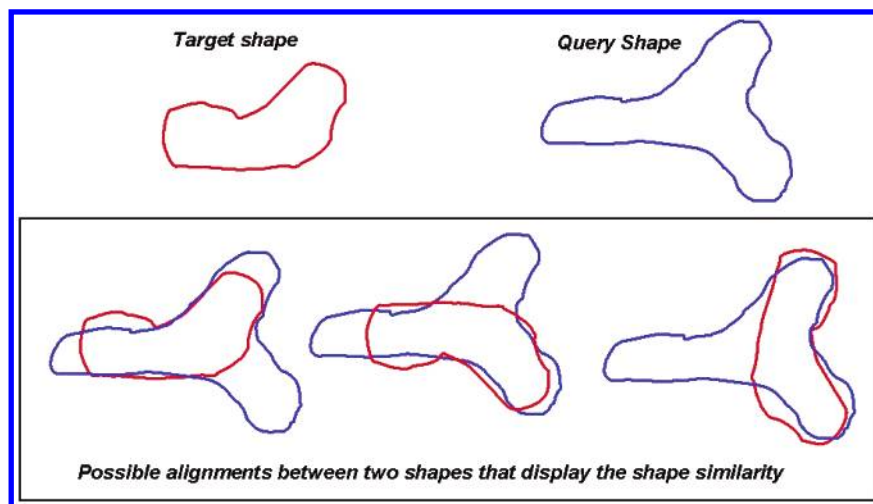 Target shape
Query Shape
Possible alignments between two shapes that display the shape similarity